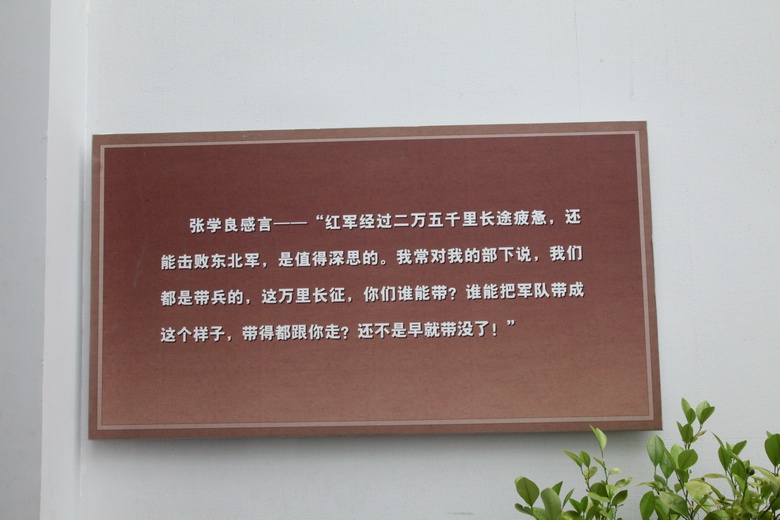 张学良感言——“红军经过二万五千里长途疲惫，还
能击败东北军，是值得深思的。我常对我的部下说，我们
都是带兵的，这万里长征，你们谁能带？谁能把军队带成
这个样子，带得都跟你走？还不是早就带没了！”